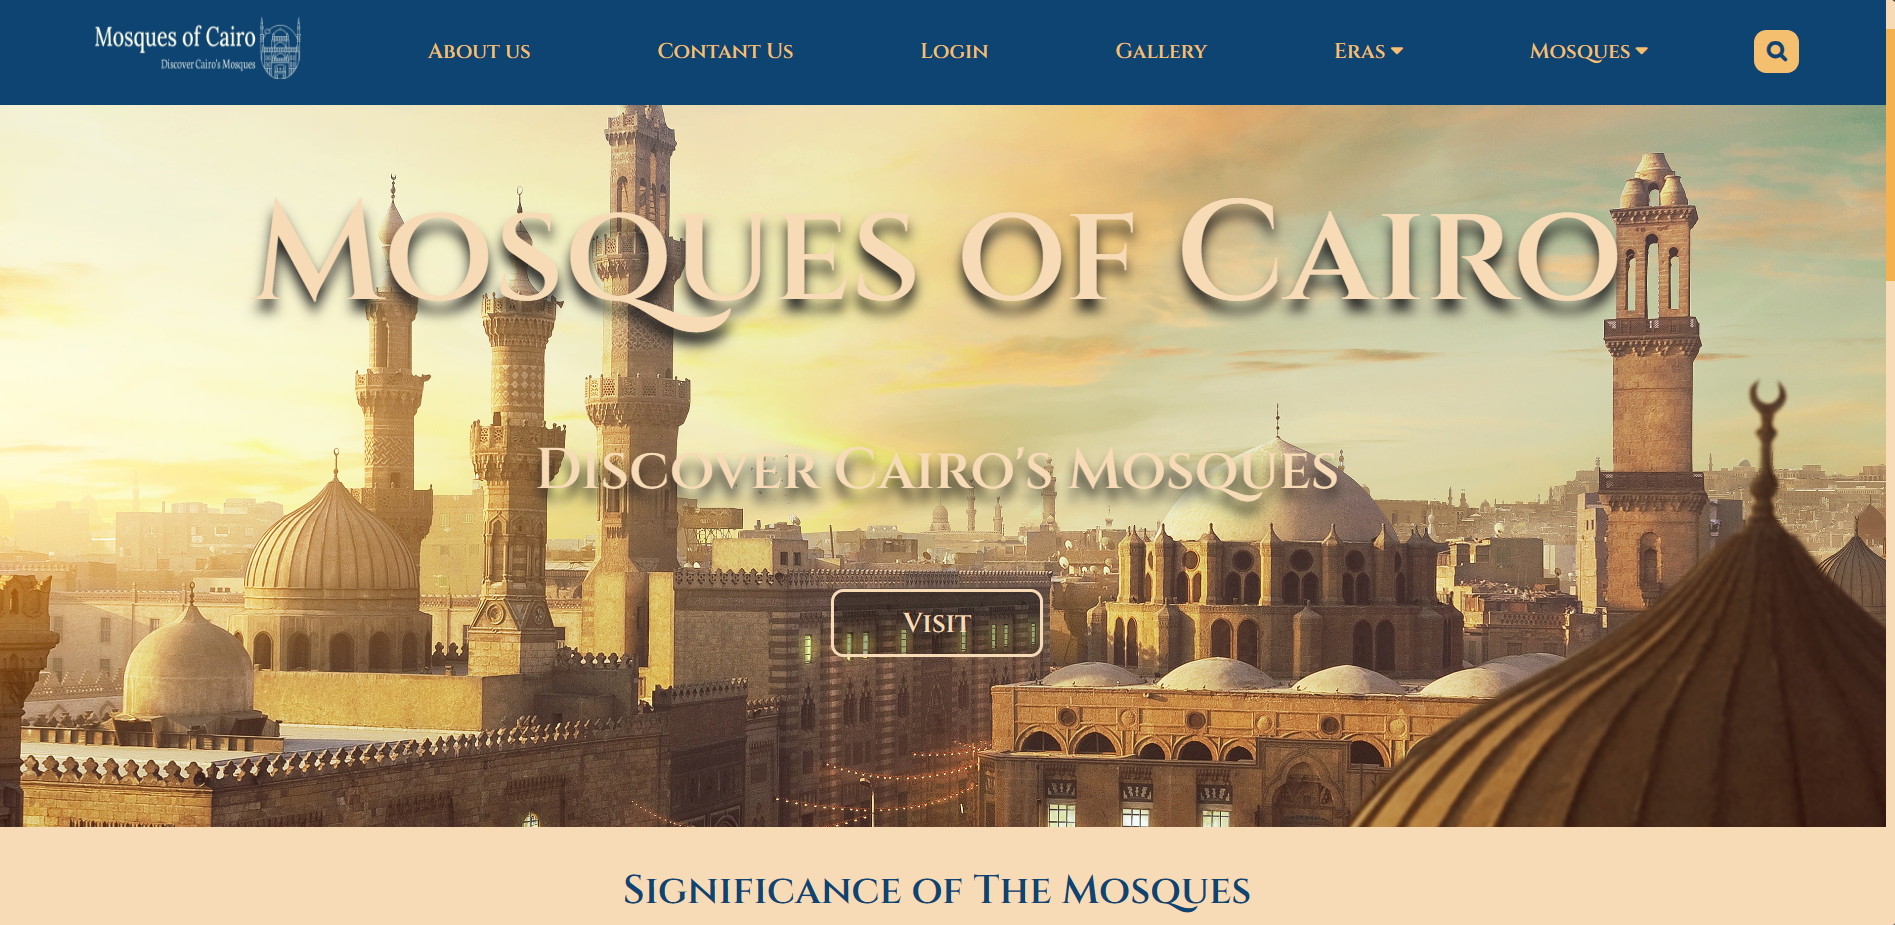 Mosques of Cairo
Discover Cairo's Mosques
About us
Contant Us
Login
Gallery
Eras
Mosques
Mosques of Cairo
Discover Cairo's Mosques
Visit
Significance of The Mosques